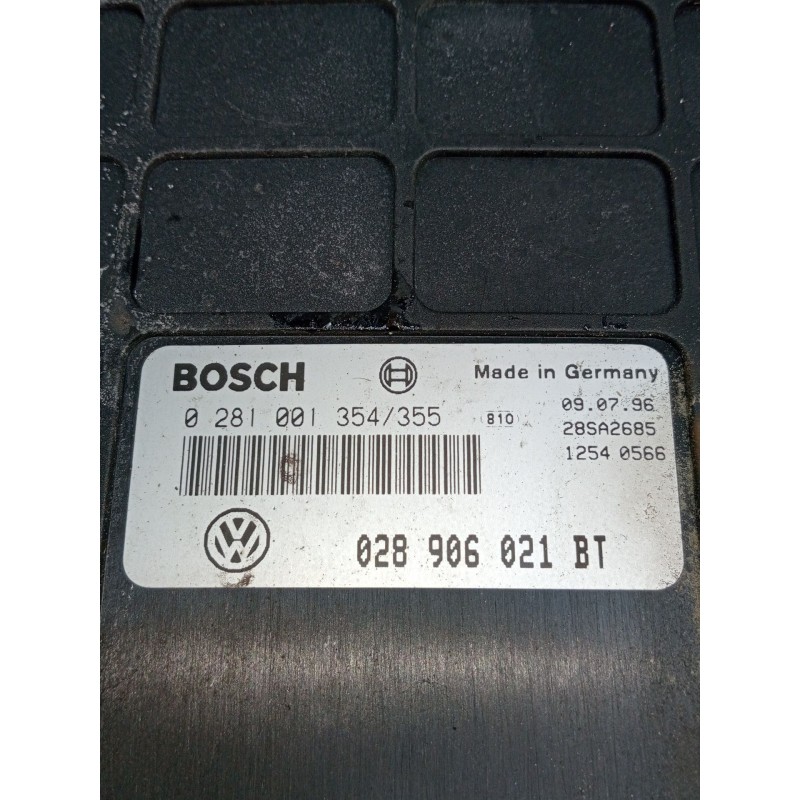 BOSCH
Made in Germany
0 281 001 354/355
810
09.07.96
28SA2685
1254 0566
028 906 021 BT